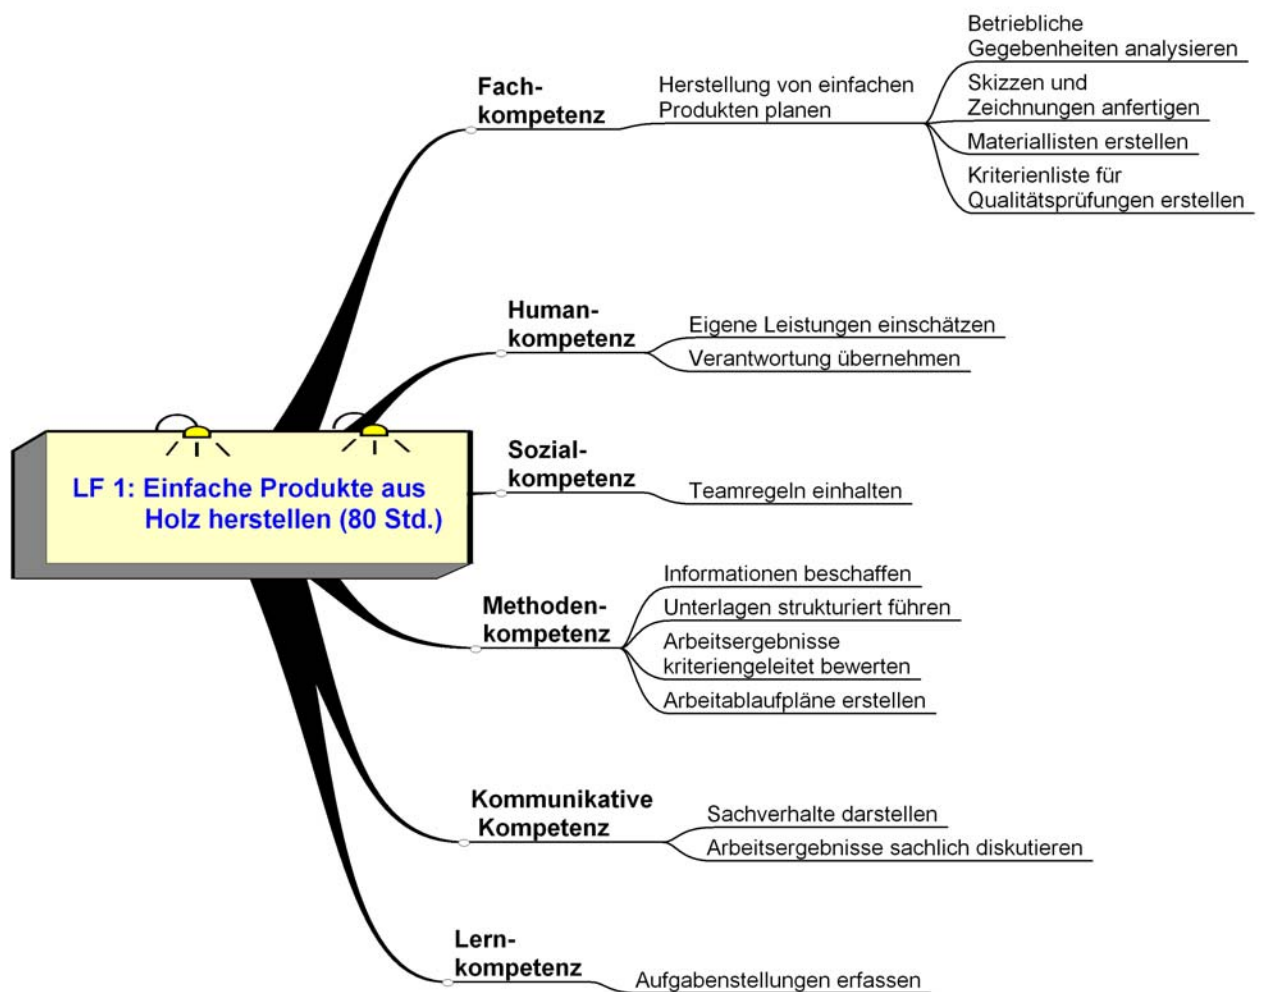 Fach-
kompetenz
Herstellung von einfachen
Produkten planen
Betriebliche
Gegebenheiten analysieren
Skizzen und
Zeichnungen anfertigen
Materiallisten erstellen
Kriterienliste für
Qualitätsprüfungen erstellen
Human-
kompetenz
Eigene Leistungen einschätzen
Verantwortung übernehmen
LF 1: Einfache Produkte aus
Holz herstellen (80 Std.)
Sozial-
kompetenz
Teamregeln einhalten
Methoden-
kompetenz
Informationen beschaffen
Unterlagen strukturiert führen
Arbeitsergebnisse
kriteriengeleitet bewerten
Arbeitablaufpläne erstellen
Kommunikative
Kompetenz
Sachverhalte darstellen
Arbeitsergebnisse sachlich diskutieren
Lern-
kompetenz
Aufgabenstellungen erfassen